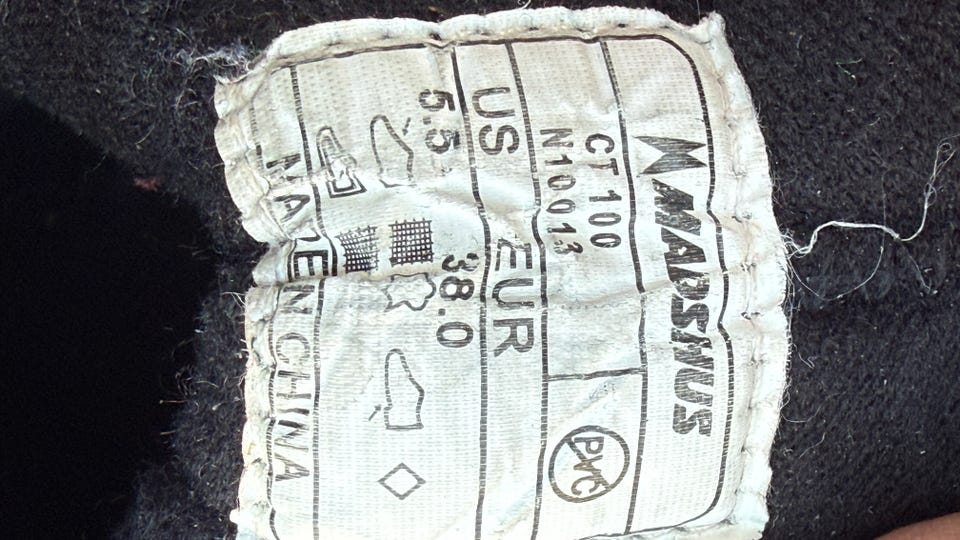 MADSHUS
CT 100
N10013
PVC
US EUR
5.5 38.0
MADE IN CHINA